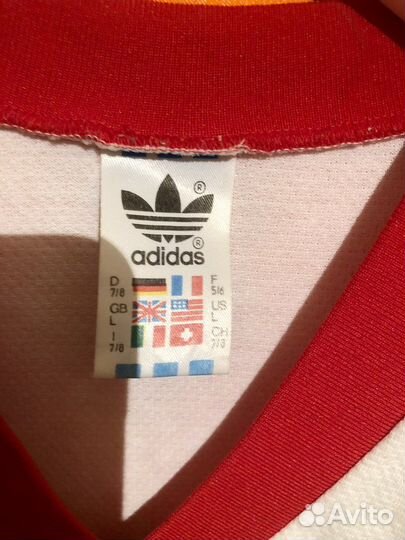 ®
®
adidas
D F
7/8 5/6
GB US
L L
I CH
7/8 7/8
Avito